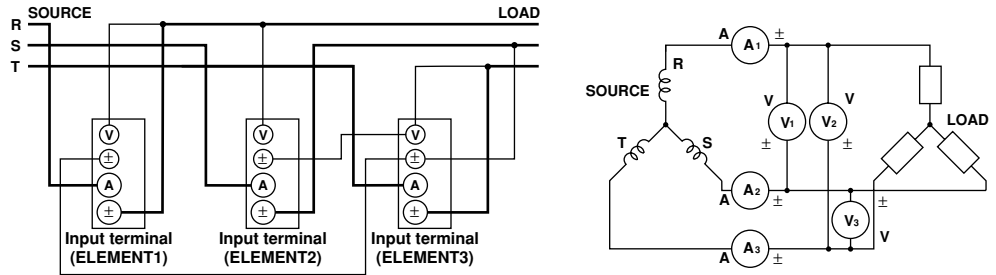 SOURCE LOAD
R
S
T
V V V
± ± ±
A A A
± ± ±
Input terminal Input terminal Input terminal
(ELEMENT1) (ELEMENT2) (ELEMENT3)
A A1 ±
R
SOURCE
V V
V1 V2
± ±
LOAD
T S
A A2 ± ±
V3
V
A A3 ±